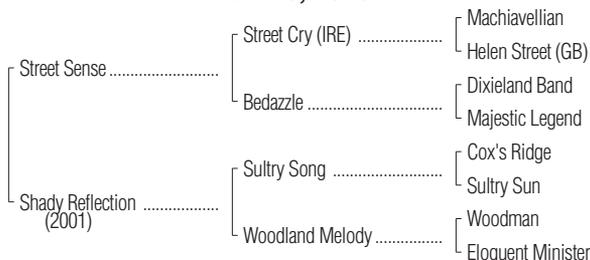 Machiavellian
Street Cry (IRE) ....................
Helen Street (GB)
Street Sense ..........................
Dixieland Band
Bedazzle ................................
Majestic Legend
Cox's Ridge
Sultry Song ..........................
Sultry Sun
Shady Reflection ..................
(2001)
Woodman
Woodland Melody ................
Eloquent Minister